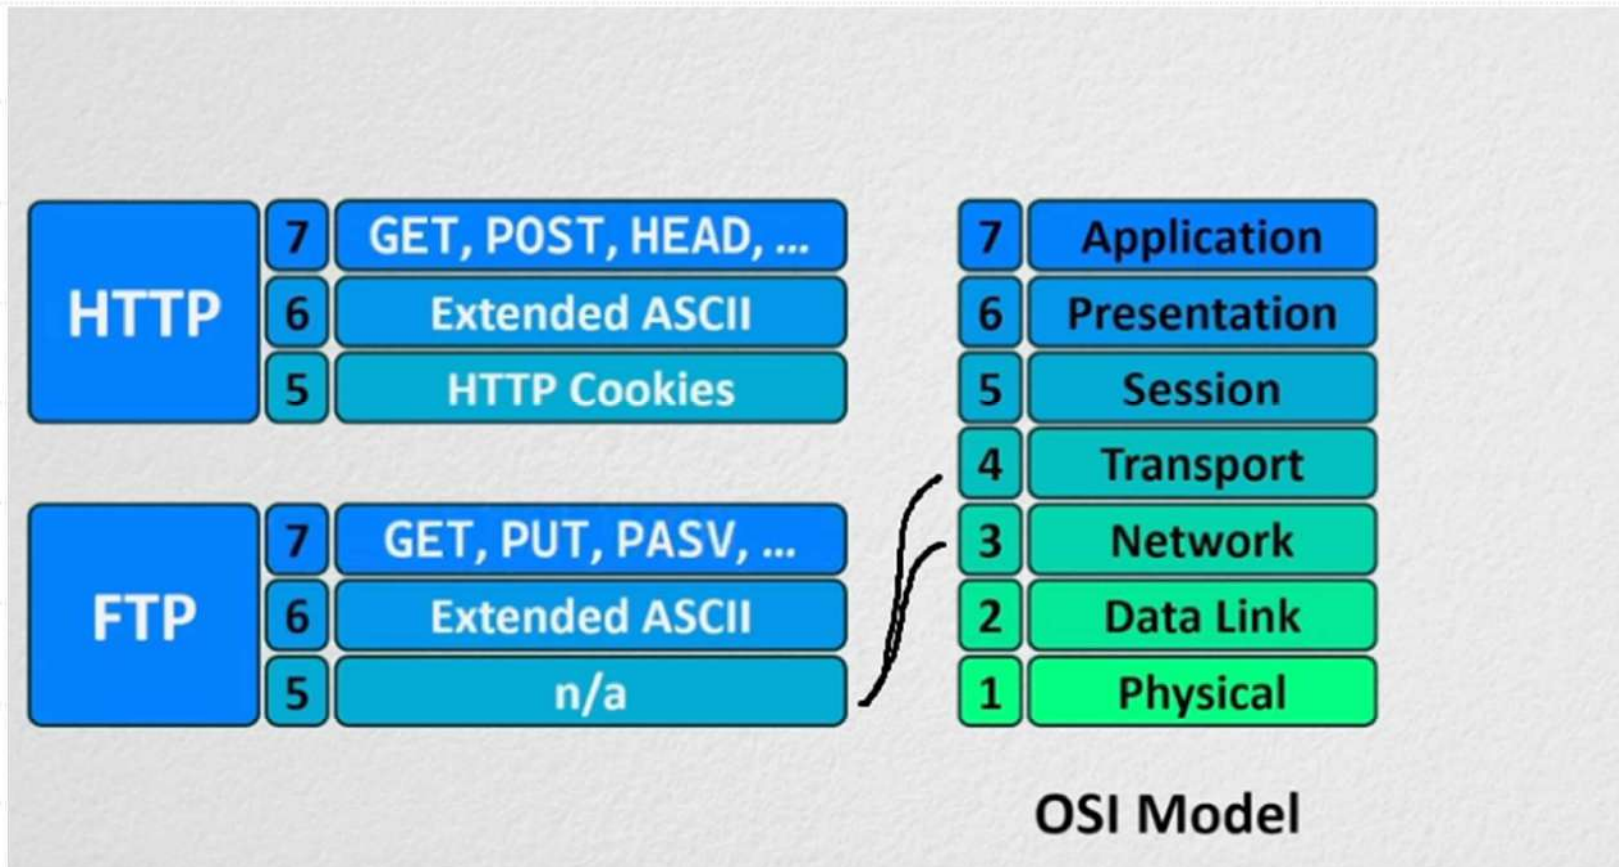 HTTP
7 GET, POST, HEAD, ...
6 Extended ASCII
5 HTTP Cookies
FTP
7 GET, PUT, PASV, ...
6 Extended ASCII
5 n/a
7 Application
6 Presentation
5 Session
4 Transport
3 Network
2 Data Link
1 Physical
OSI Model